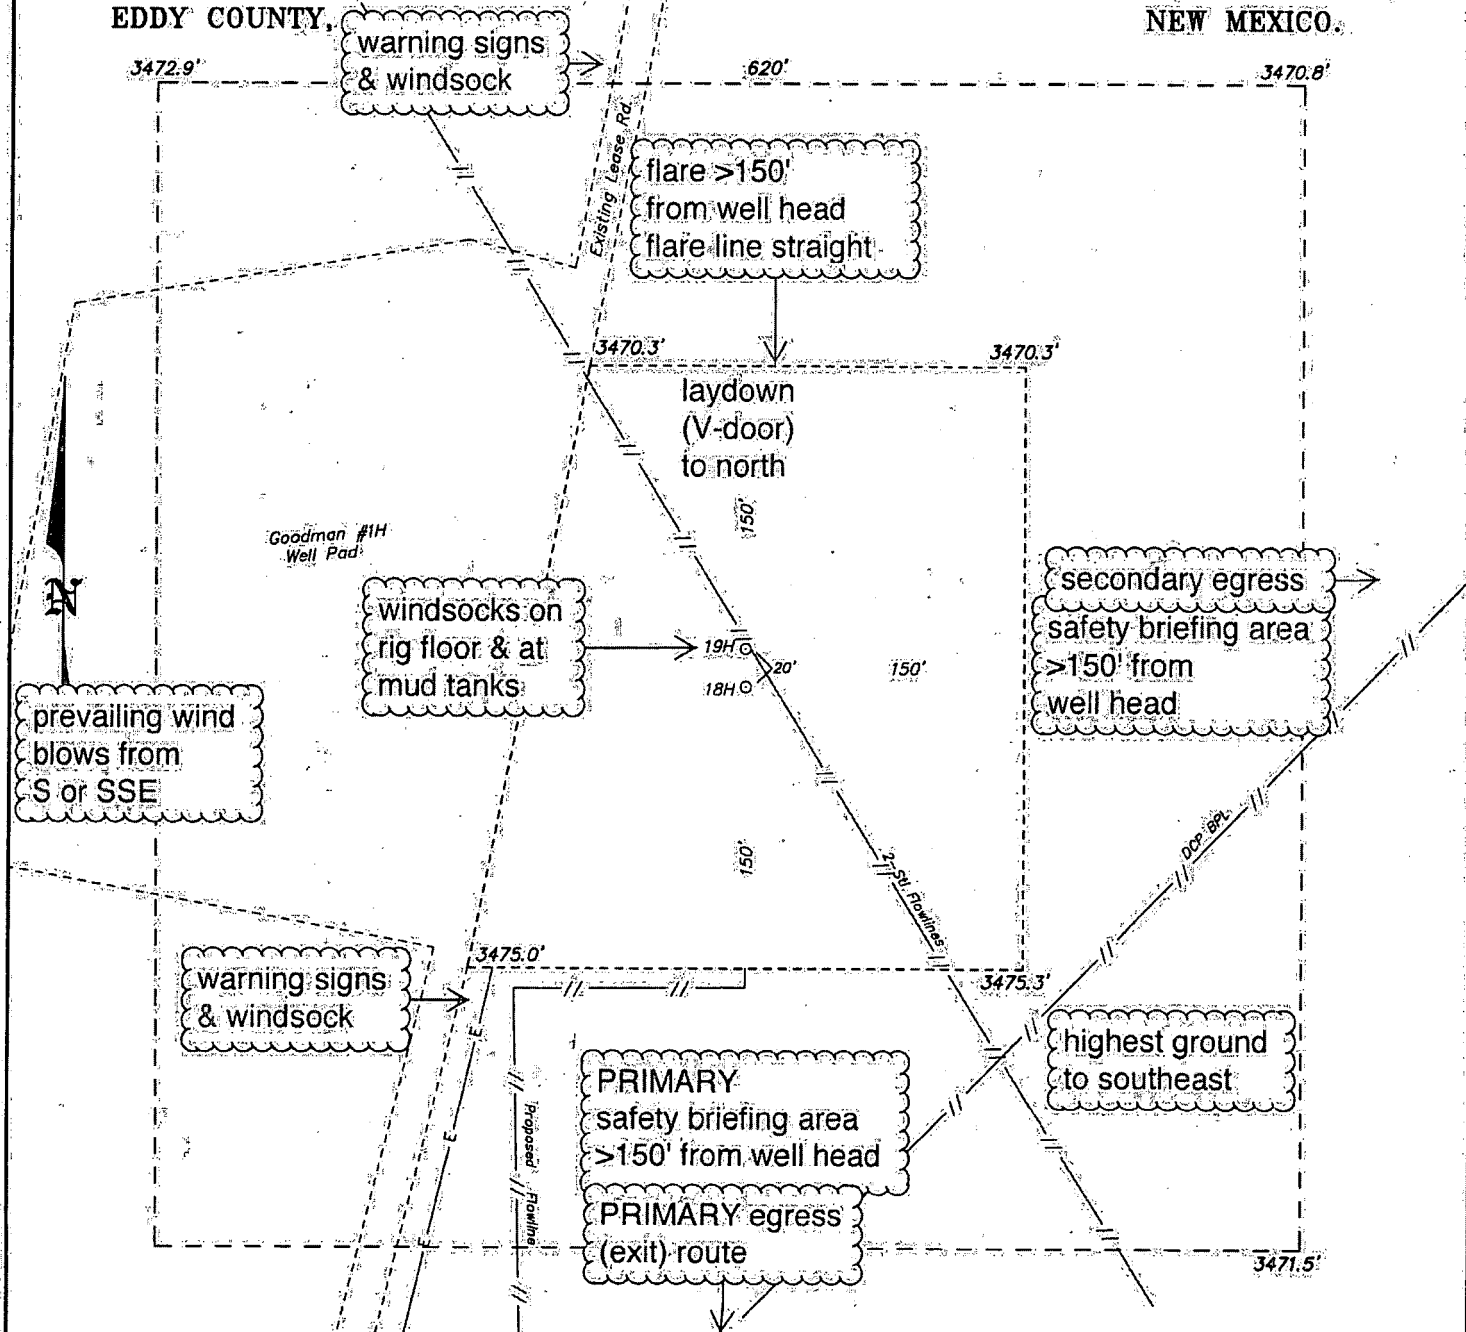 EDDY COUNTY,
NEW MEXICO.
warning signs
& windsock
3472.9'
620'
3470.8'
Existing Lease Rd.
flare >150'
from well head
flare line straight
3470.3'
3470.3'
laydown
(V-door)
to north
150'
Goodman #1H
Well Pad
N
windsocks on
rig floor & at
mud tanks
19H
20'
18H
150'
secondary egress
safety briefing area
>150' from
well head
prevailing wind
blows from
S or SSE
150'
2-Stl. Flowlines
DCP BPL
warning signs
& windsock
3475.0'
3475.3'
E
E
E
Proposed Flowline
highest ground
to southeast
PRIMARY
safety briefing area
>150' from well head
PRIMARY egress
(exit) route
3471.5'